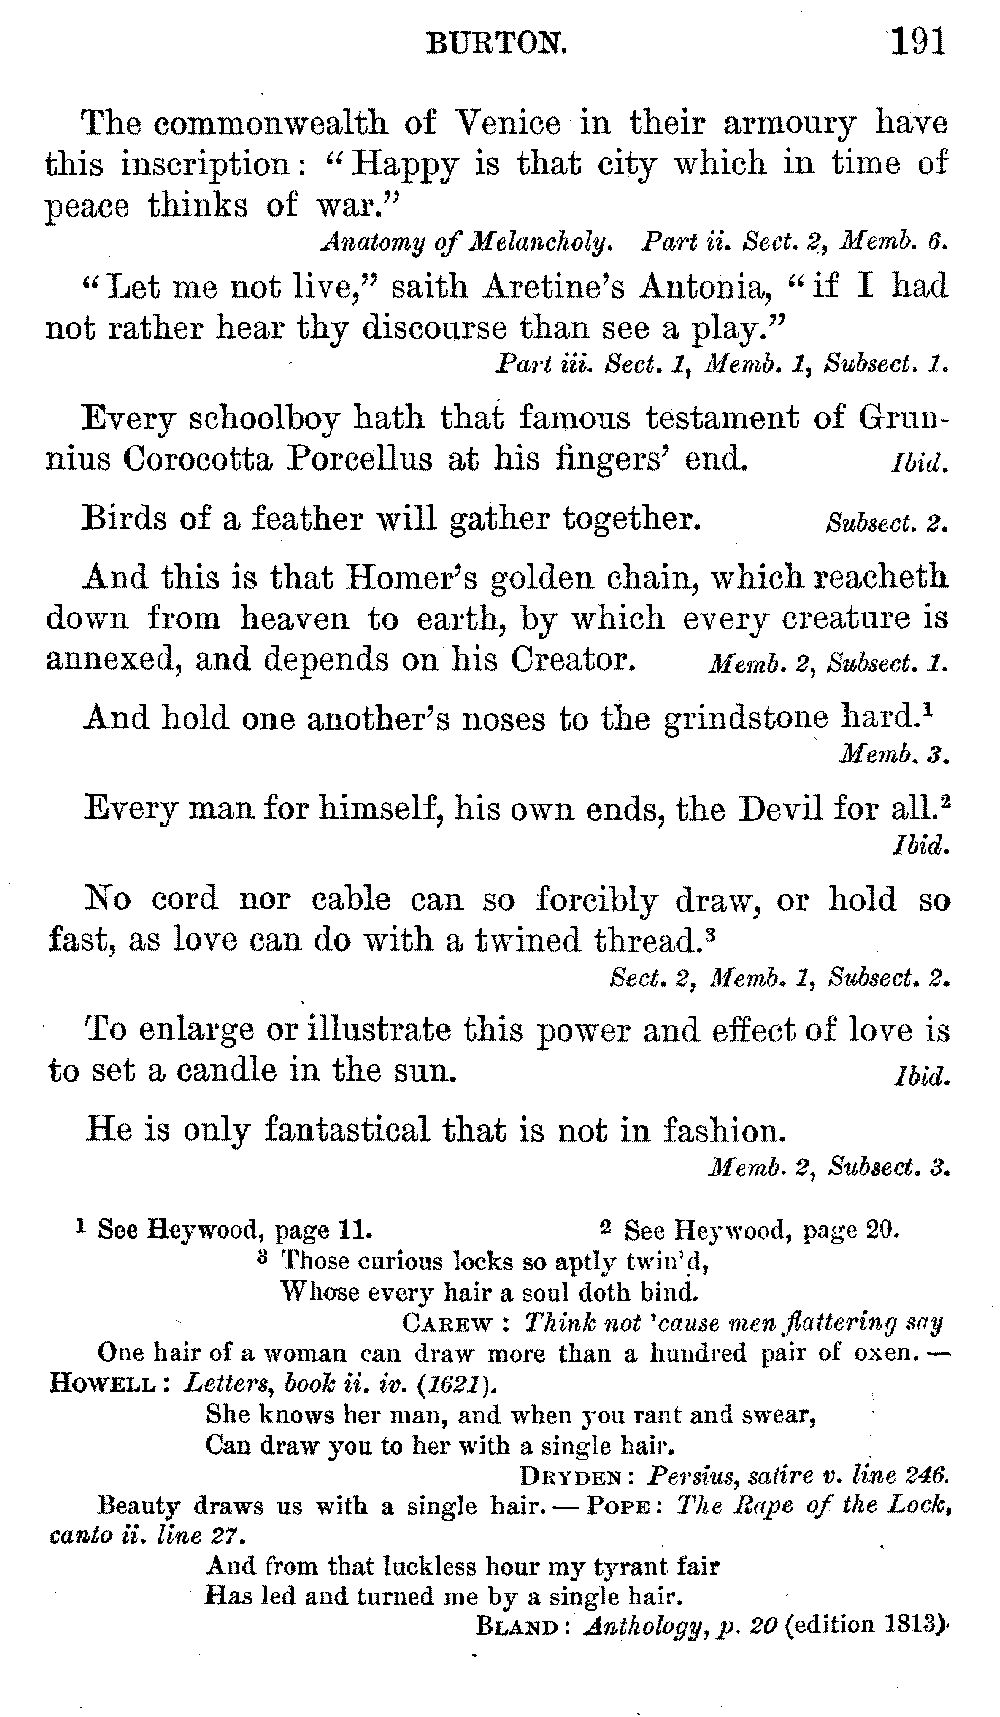 BURTON. 191
The commonwealth of Venice in their armoury have
this inscription: “Happy is that city which in time of
peace thinks of war.”
Anatomy of Melancholy. Part ii. Sect. 2, Memb. 6.
“Let me not live,” saith Aretine’s Antonia, “if I had
not rather hear thy discourse than see a play.”
Part iii. Sect. 1, Memb. 1, Subsect. 1.
Every schoolboy hath that famous testament of Grun-
nius Corocotta Porcellus at his fingers’ end. Ibid.
Birds of a feather will gather together. Subsect. 2.
And this is that Homer’s golden chain, which reacheth
down from heaven to earth, by which every creature is
annexed, and depends on his Creator. Memb. 2, Subsect. 1.
And hold one another’s noses to the grindstone hard.¹
Memb. 3.
Every man for himself, his own ends, the Devil for all.²
Ibid.
No cord nor cable can so forcibly draw, or hold so
fast, as love can do with a twined thread.³
Sect. 2, Memb. 1, Subsect. 2.
To enlarge or illustrate this power and effect of love is
to set a candle in the sun. Ibid.
He is only fantastical that is not in fashion.
Memb. 2, Subsect. 3.
¹ See Heywood, page 11. ² See Heywood, page 20.
³ Those curious locks so aptly twin’d,
Whose every hair a soul doth bind.
CAREW: Think not ’cause men flattering say
One hair of a woman can draw more than a hundred pair of oxen. —
HOWELL: Letters, book ii. iv. (1621).
She knows her man, and when you rant and swear,
Can draw you to her with a single hair.
DRYDEN: Persius, satire v. line 246.
Beauty draws us with a single hair. — POPE: The Rape of the Lock,
canto ii. line 27.
And from that luckless hour my tyrant fair
Has led and turned me by a single hair.
BLAND: Anthology, p. 20 (edition 1813).